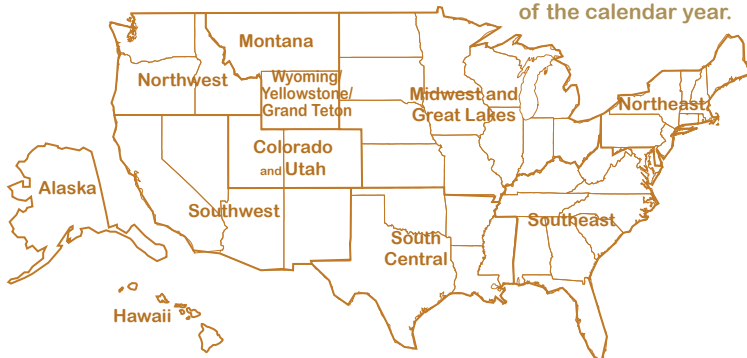 of the calendar year.
Montana
Northwest
Wyoming/
Yellowstone/
Grand Teton
Midwest and
Great Lakes
Northeast
Colorado
and Utah
Alaska
Southwest
Southeast
South
Central
Hawaii